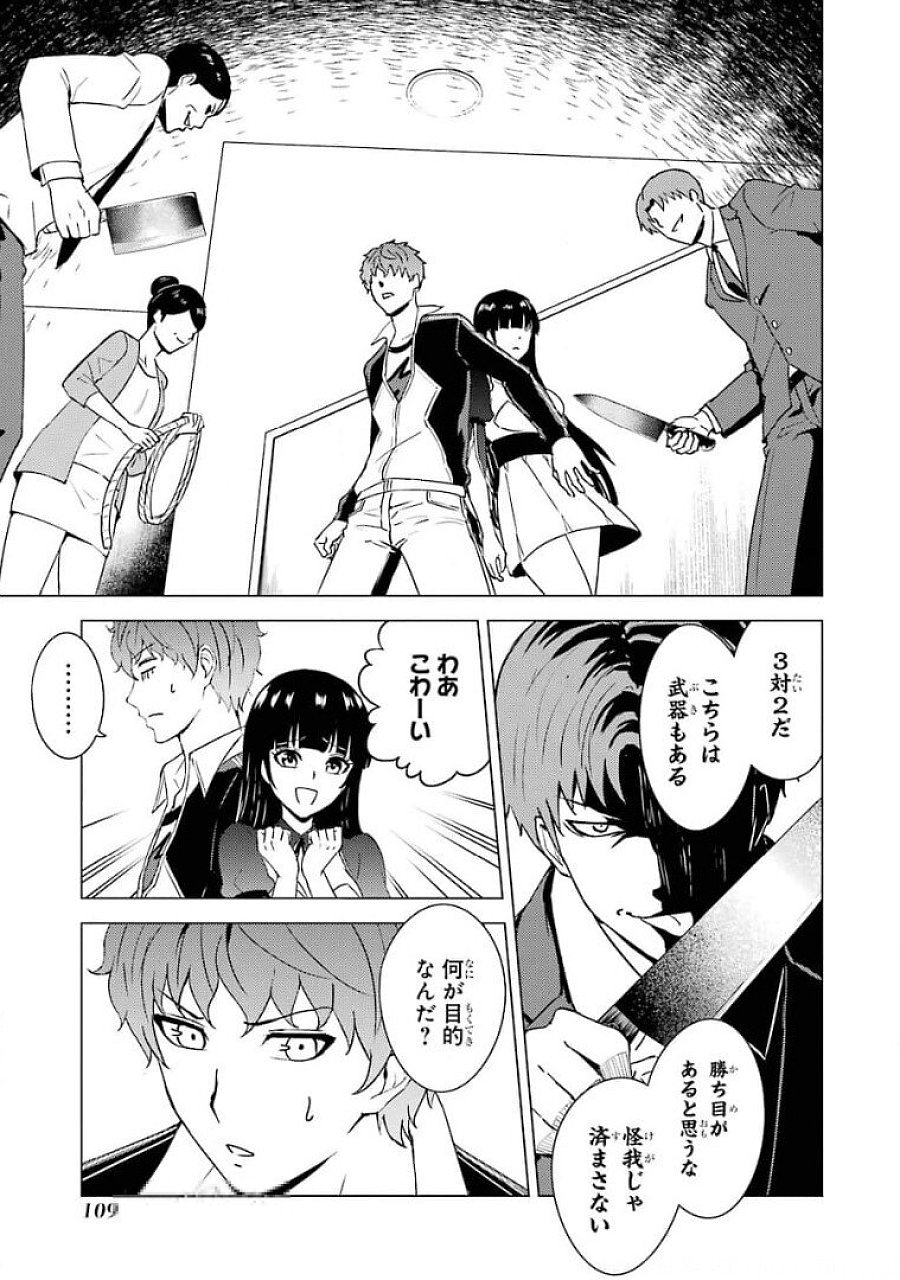 3対2だ
こちらは
武器もある
勝ち目が
あると思うな
怪我じゃ
済まさない
わあ
こわーい
………
何が目的
なんだ?
109